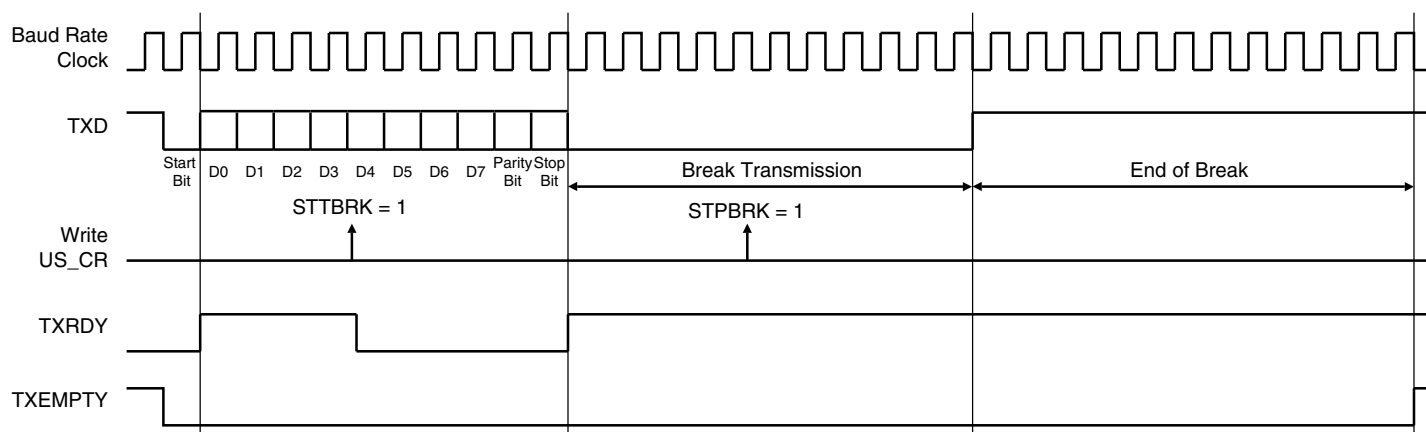 Baud Rate
Clock
TXD
Start
Bit
D0
D1
D2
D3
D4
D5
D6
D7
Parity
Bit
Stop
Bit
Break Transmission
End of Break
STTBRK = 1
STPBRK = 1
Write
US_CR
TXRDY
TXEMPTY